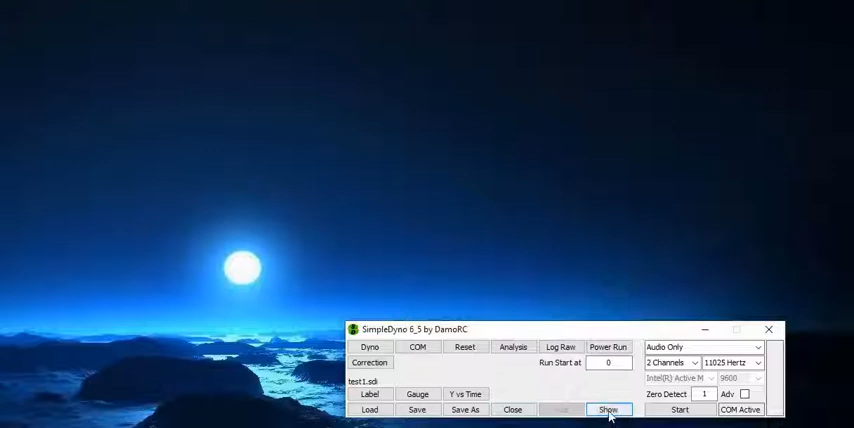 SimpleDyno 6_5 by DamoRC
Dyno COM Reset Analysis Log Raw Power Run Audio Only
Correction Run Start at 0 2 Channels 11025 Hertz
Intel(R) Active M 9600
test1.sdi
Label Gauge Y vs Time Zero Detect 1 Adv
Load Save Save As Close Show Start COM Active